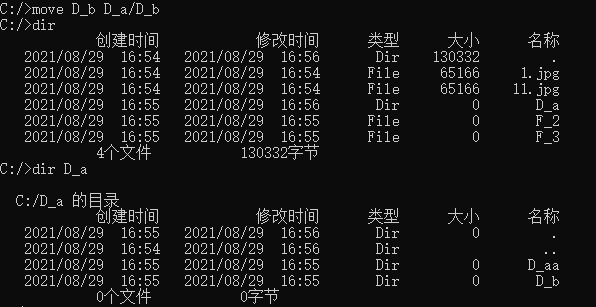 C:/>move D_b D_a/D_b
C:/>dir
创建时间 修改时间 类型 大小 名称
2021/08/29 16:54 2021/08/29 16:56 Dir 130332 .
2021/08/29 16:54 2021/08/29 16:54 File 65166 1.jpg
2021/08/29 16:54 2021/08/29 16:54 File 65166 11.jpg
2021/08/29 16:55 2021/08/29 16:56 Dir 0 D_a
2021/08/29 16:55 2021/08/29 16:55 File 0 F_2
2021/08/29 16:55 2021/08/29 16:55 File 0 F_3
4个文件 130332字节
C:/>dir D_a
C:/D_a 的目录
创建时间 修改时间 类型 大小 名称
2021/08/29 16:55 2021/08/29 16:56 Dir 0 .
2021/08/29 16:54 2021/08/29 16:56 Dir ..
2021/08/29 16:55 2021/08/29 16:55 Dir 0 D_aa
2021/08/29 16:55 2021/08/29 16:55 Dir 0 D_b
0个文件 0字节